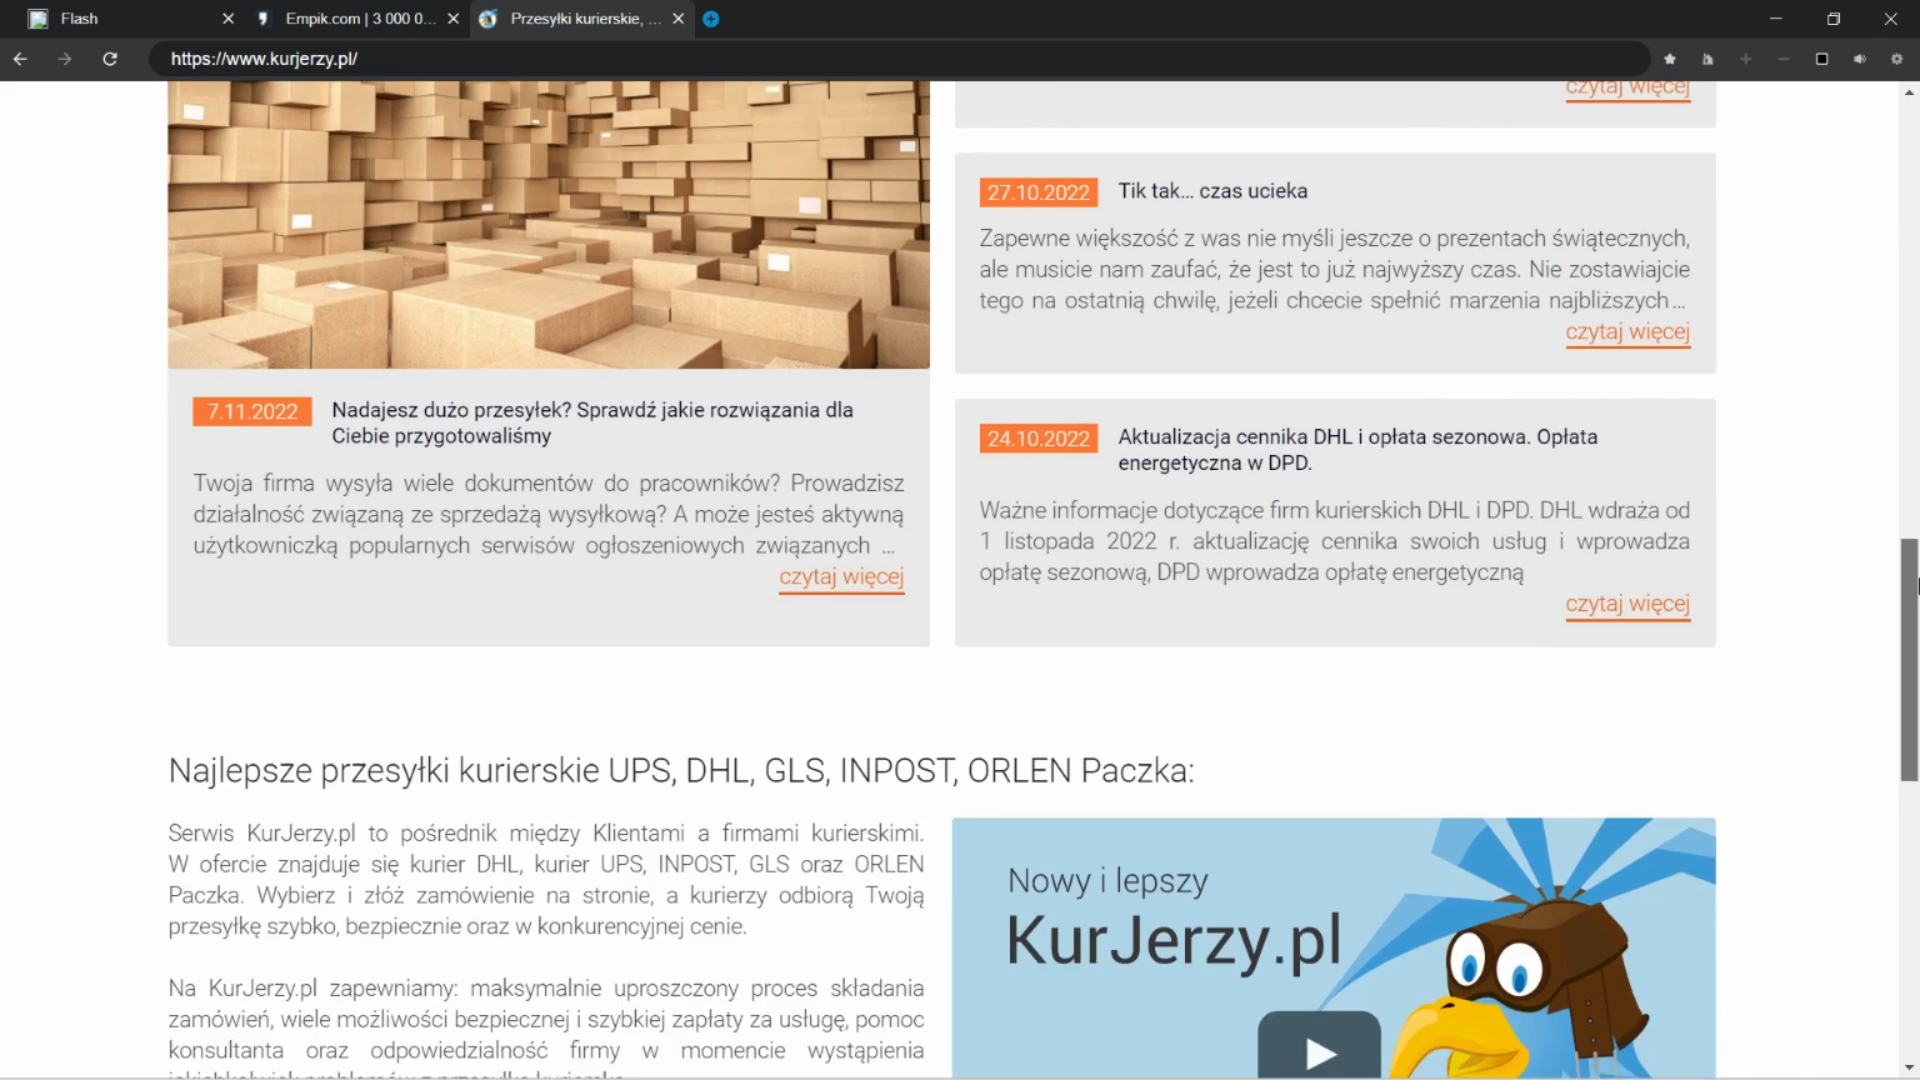 Flash
Empik.com | 3 000 0...
Przesyłki kurierskie, ...
https://www.kurjerzy.pl/
czytaj więcej
27.10.2022 Tik tak... czas ucieka
Zapewne większość z was nie myśli jeszcze o prezentach świątecznych,
ale musicie nam zaufać, że jest to już najwyższy czas. Nie zostawiajcie
tego na ostatnią chwilę, jeżeli chcecie spełnić marzenia najbliższych...
czytaj więcej
7.11.2022 Nadajesz dużo przesyłek? Sprawdź jakie rozwiązania dla
Ciebie przygotowaliśmy
Twoja firma wysyła wiele dokumentów do pracowników? Prowadzisz
działalność związaną ze sprzedażą wysyłkową? A może jesteś aktywną
użytkowniczką popularnych serwisów ogłoszeniowych związanych ...
czytaj więcej
24.10.2022 Aktualizacja cennika DHL i opłata sezonowa. Opłata
energetyczna w DPD.
Ważne informacje dotyczące firm kurierskich DHL i DPD. DHL wdraża od
1 listopada 2022 r. aktualizację cennika swoich usług i wprowadza
opłatę sezonową, DPD wprowadza opłatę energetyczną
czytaj więcej
Najlepsze przesyłki kurierskie UPS, DHL, GLS, INPOST, ORLEN Paczka:
Serwis KurJerzy.pl to pośrednik między Klientami a firmami kurierskimi.
W ofercie znajduje się kurier DHL, kurier UPS, INPOST, GLS oraz ORLEN
Paczka. Wybierz i złóż zamówienie na stronie, a kurierzy odbiorą Twoją
przesyłkę szybko, bezpiecznie oraz w konkurencyjnej cenie.
Na KurJerzy.pl zapewniamy: maksymalnie uproszczony proces składania
zamówień, wiele możliwości bezpiecznej i szybkiej zapłaty za usługę, pomoc
konsultanta oraz odpowiedzialność firmy w momencie wystąpienia
Nowy i lepszy
KurJerzy.pl